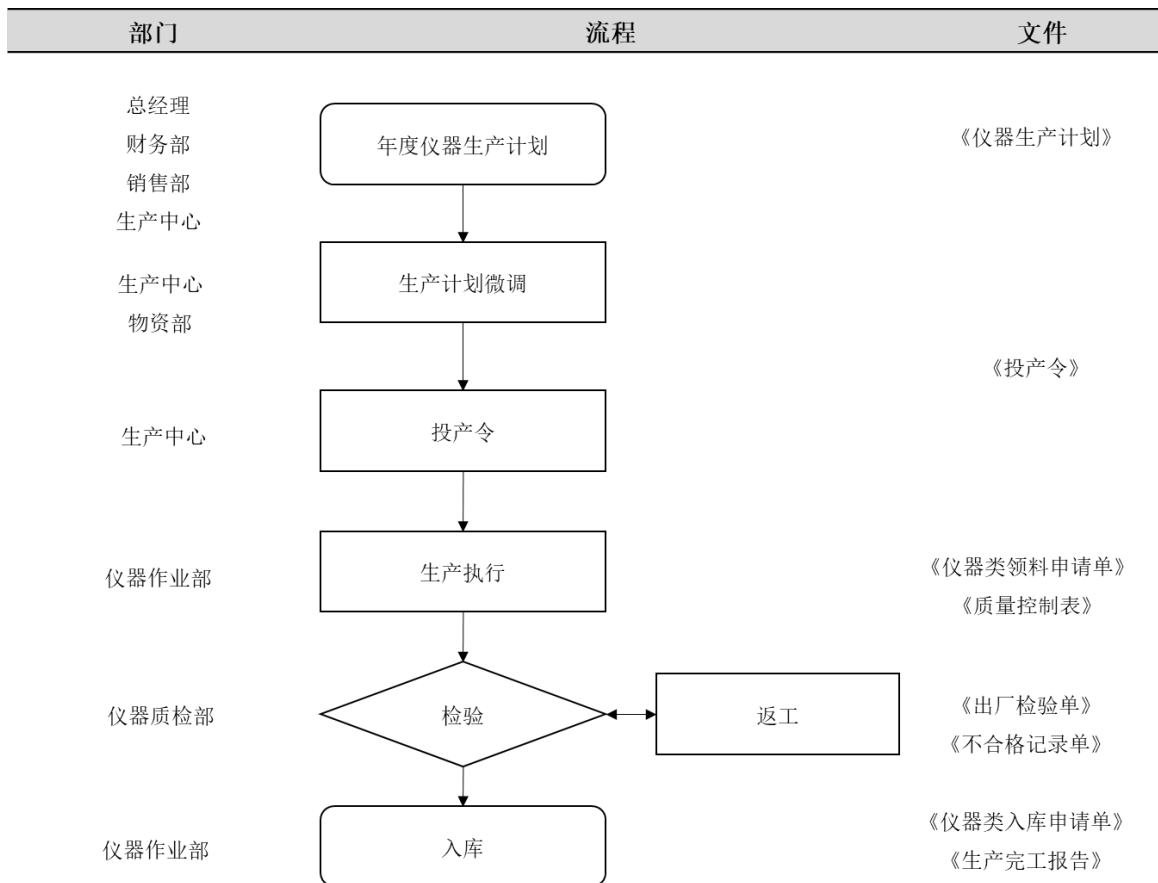 部门
流程
文件
总经理
财务部
销售部
生产中心
年度仪器生产计划
《仪器生产计划》
生产中心
物资部
生产计划微调
《投产令》
生产中心
投产令
仪器作业部
生产执行
《仪器类领料申请单》
《质量控制表》
仪器质检部
检验
返工
《出厂检验单》
《不合格记录单》
仪器作业部
入库
《仪器类入库申请单》
《生产完工报告》